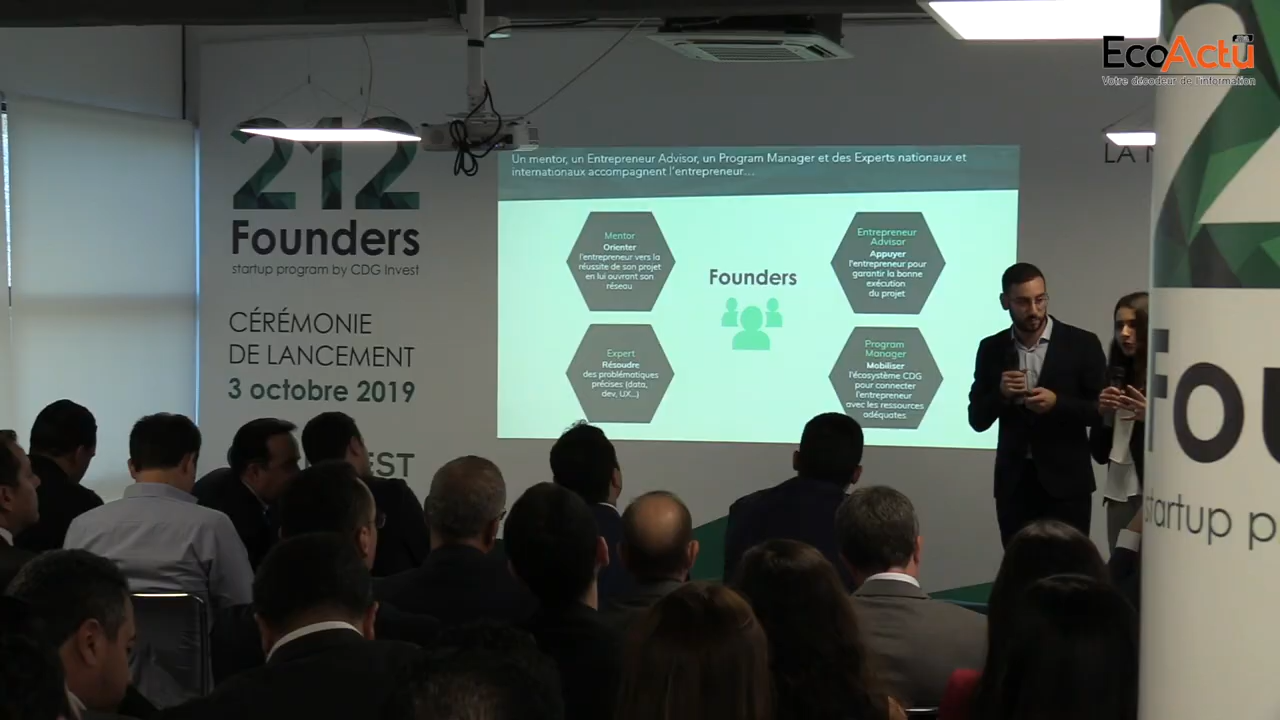 EcoActu
.ma
Votre décodeur de l'information
LA
212
Founders
startup program by CDG Invest
CÉRÉMONIE
DE LANCEMENT
3 octobre 2019
EST
Un mentor, un Entrepreneur Advisor, un Program Manager et des Experts nationaux et
internationaux accompagnent l'entrepreneur...
Mentor
Orienter
l'entrepreneur vers la
réussite de son projet
en lui ouvrant son
réseau
Founders
Entrepreneur
Advisor
Appuyer
l'entrepreneur pour
garantir la bonne
exécution
du projet
Expert
Résoudre
des problématiques
précises (data,
dev, UX...)
Program
Manager
Mobiliser
l'écosystème CDG
pour connecter
l'entrepreneur
avec les ressources
adéquates.
2
Fou
startup p